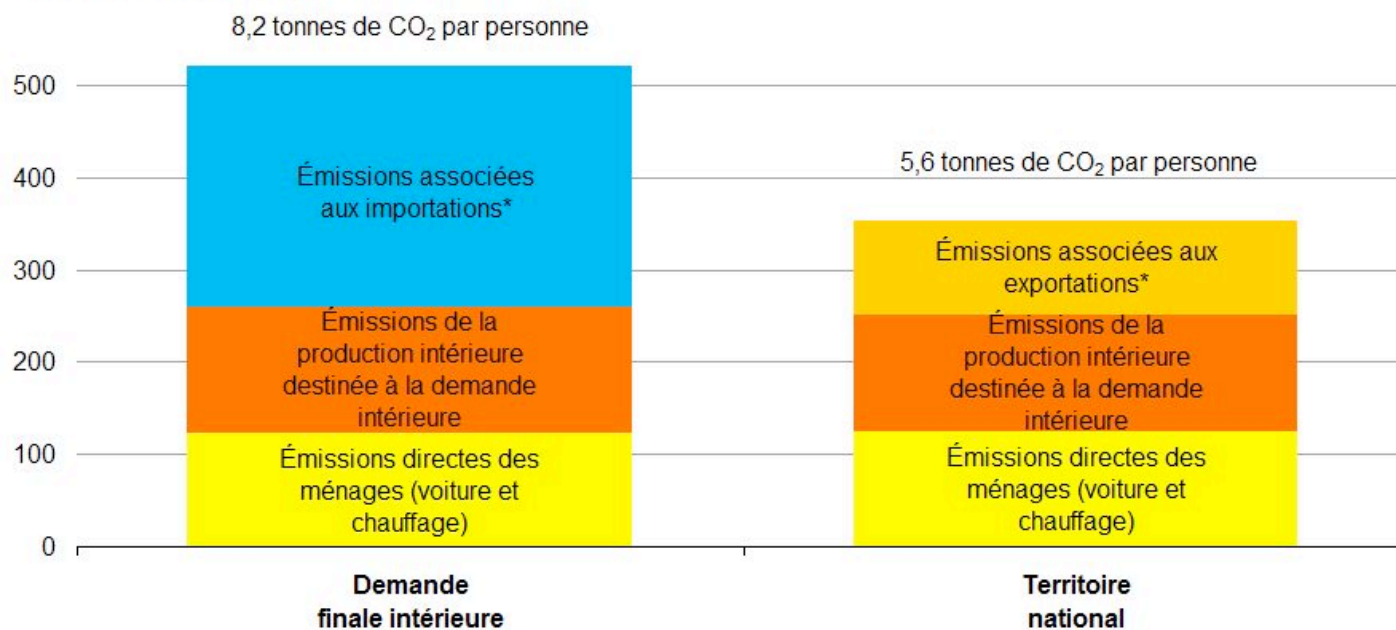 8,2 tonnes de CO₂ par personne
500
400
300
200
100
0
Émissions associées
aux importations*
Émissions de la
production intérieure
destinée à la demande
intérieure
Émissions directes des
ménages (voiture et
chauffage)
5,6 tonnes de CO₂ par personne
Émissions associées aux
exportations*
Émissions de la
production intérieure
destinée à la demande
intérieure
Émissions directes des
ménages (voiture et
chauffage)
Demande
finale intérieure
Territoire
national